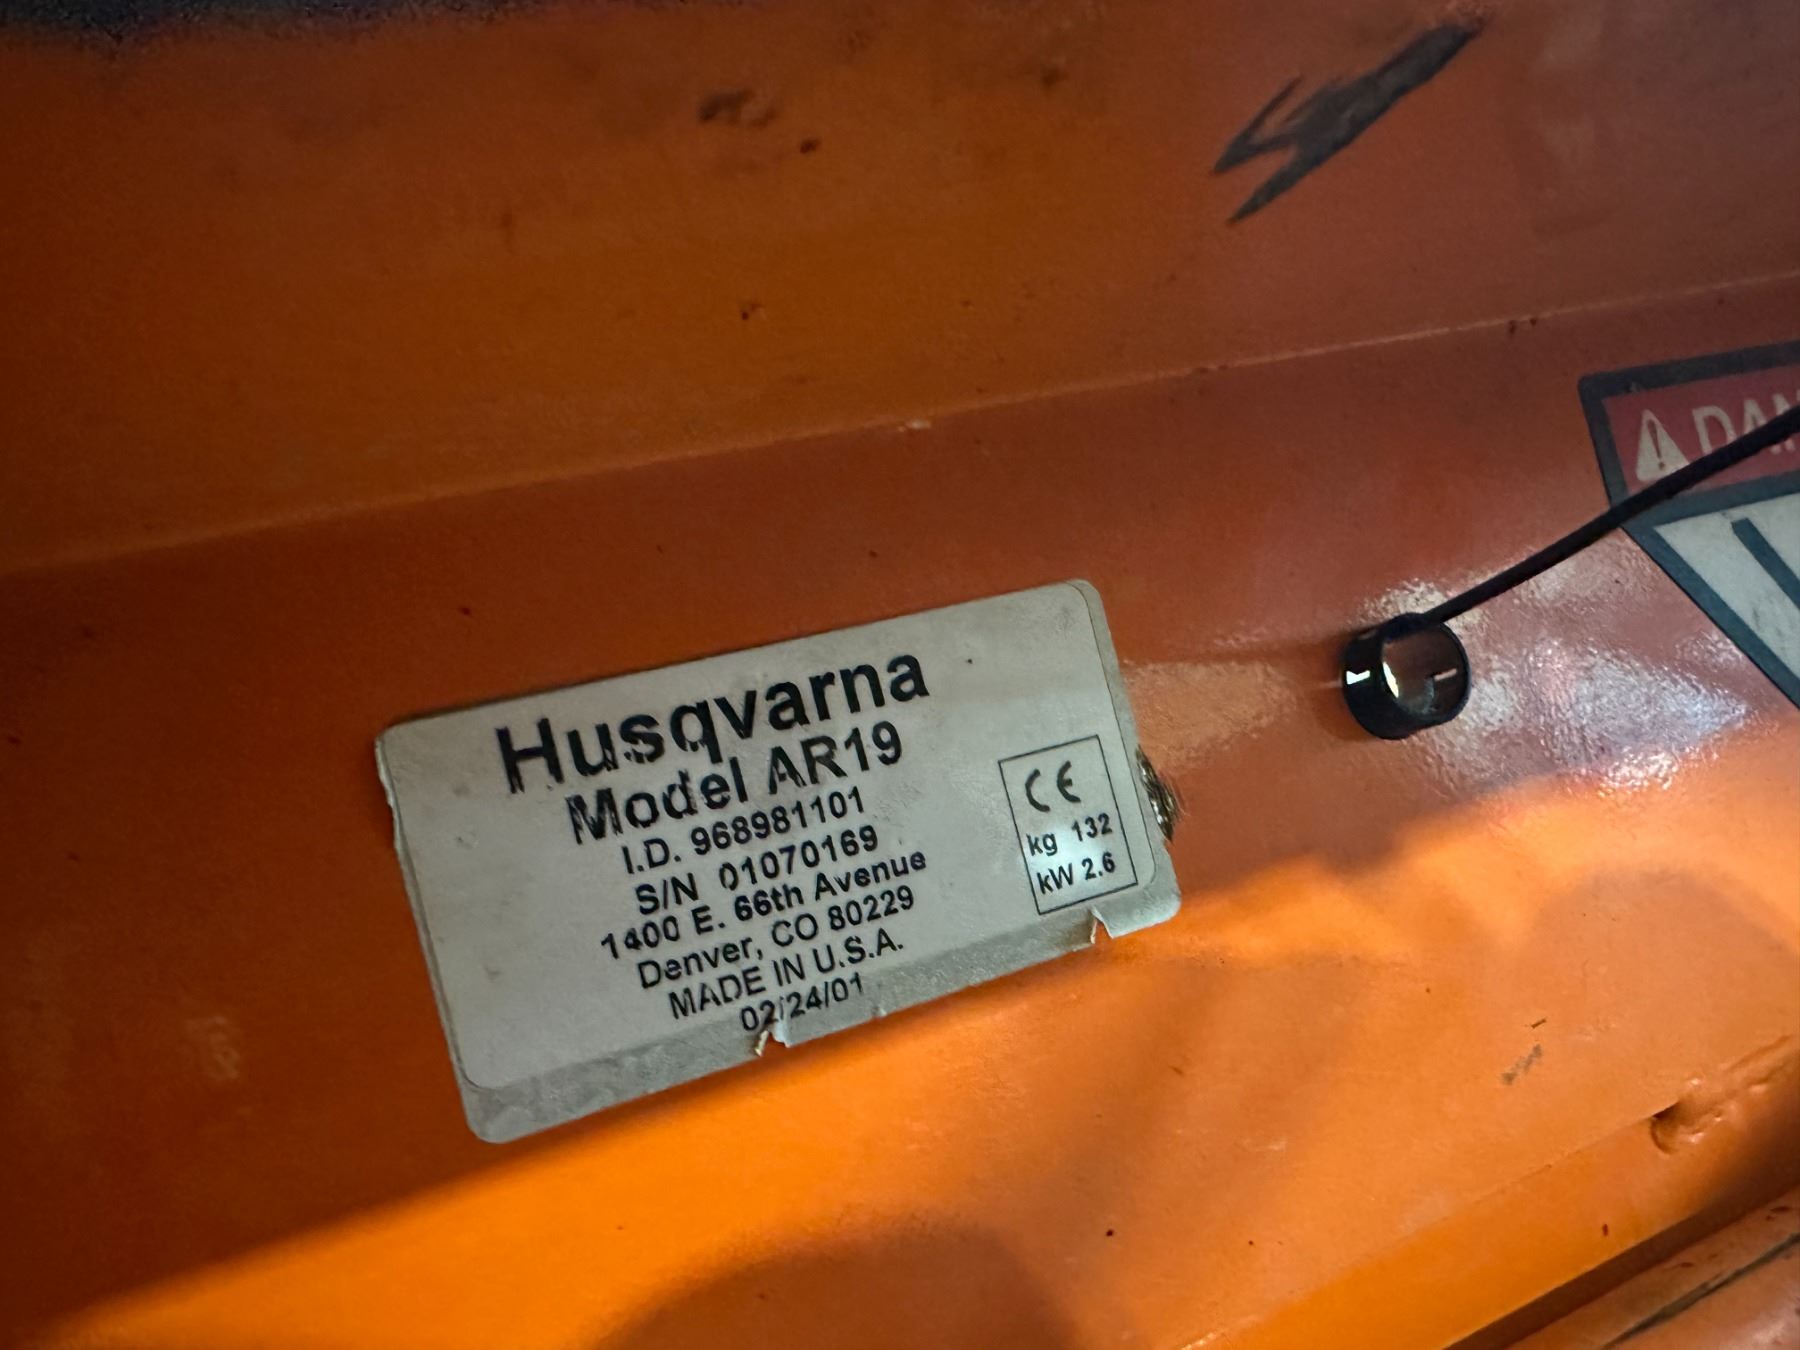 Husqvarna
Model AR19
I.D. 968981101
S/N 01070169
1400 E. 66th Avenue
Denver, CO 80229
MADE IN U.S.A.
02/24/01
CE
kg 132
kW 2.6